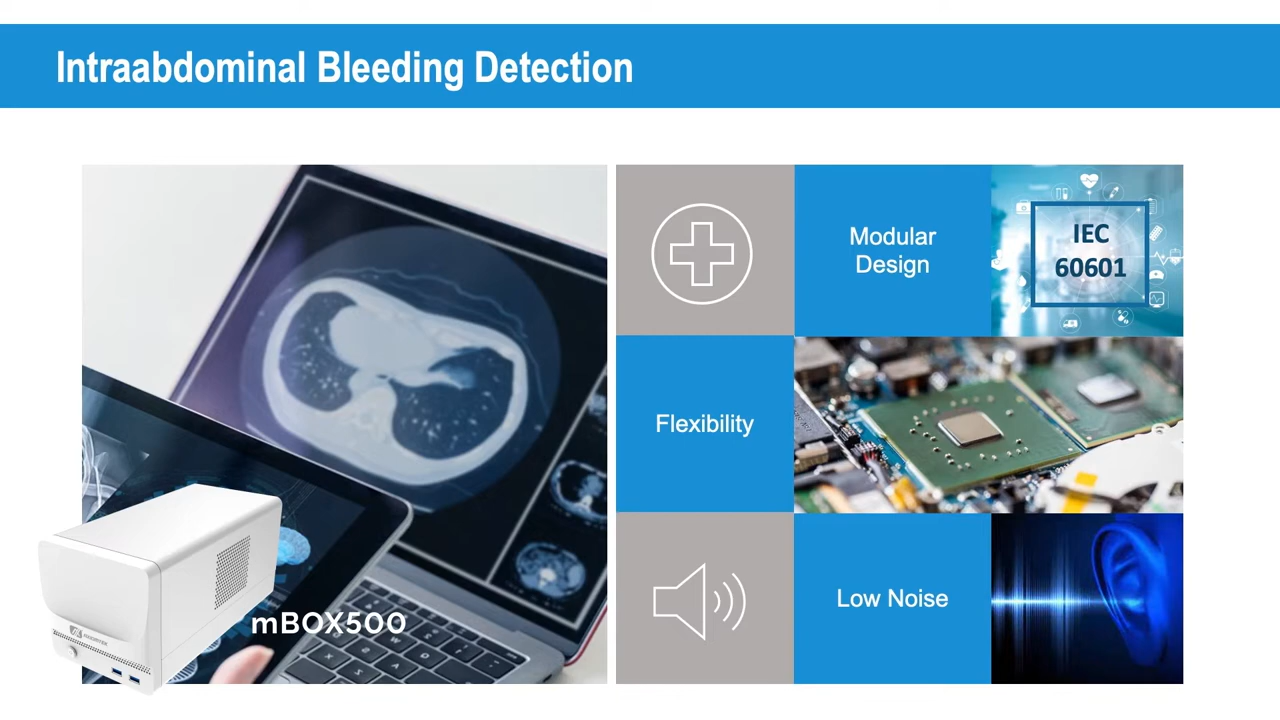 Intraabdominal Bleeding Detection
Modular
Design
IEC
60601
Flexibility
mBOX500
Low Noise